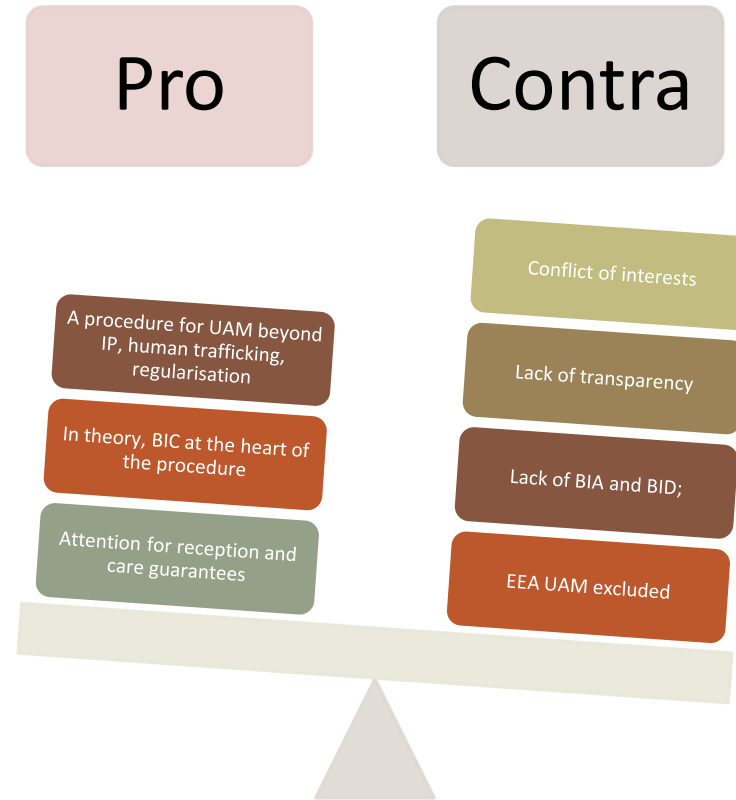 Pro
Contra
A procedure for UAM beyond
IP, human trafficking,
regularisation
In theory, BIC at the heart of
the procedure
Attention for reception and
care guarantees
Conflict of interests
Lack of transparency
Lack of BIA and BID;
EEA UAM excluded